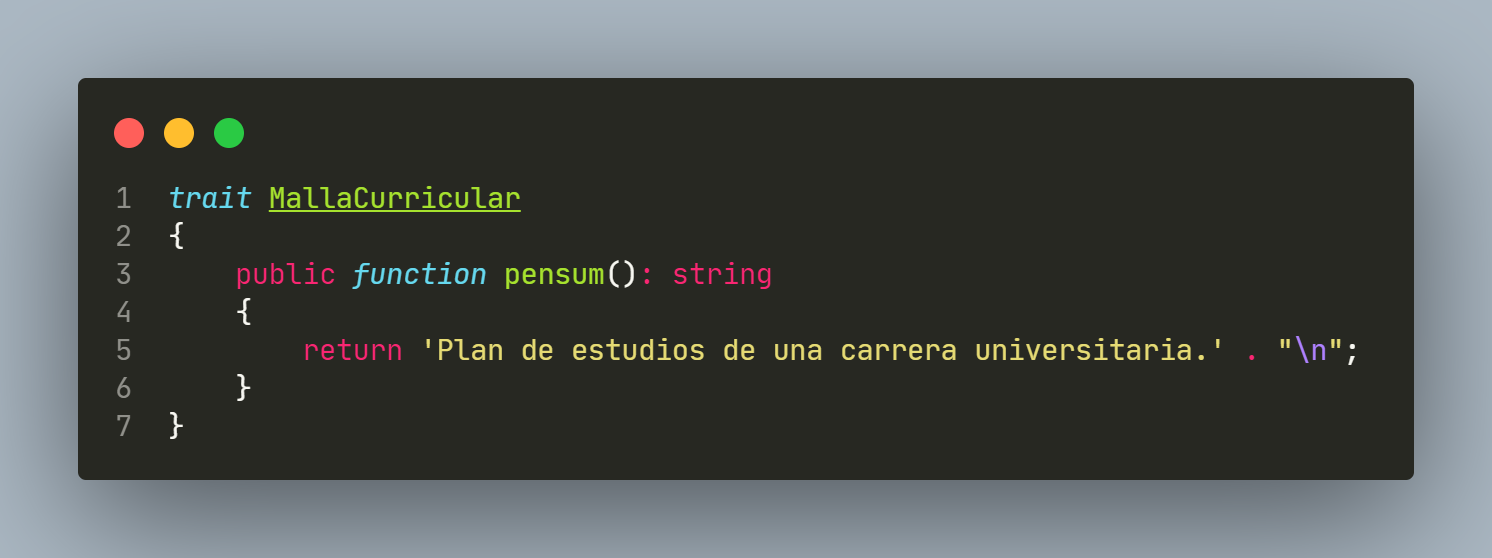 1 trait MallaCurricular
2 {
3     public function pensum(): string
4     {
5         return 'Plan de estudios de una carrera universitaria.' . "\n";
6     }
7 }